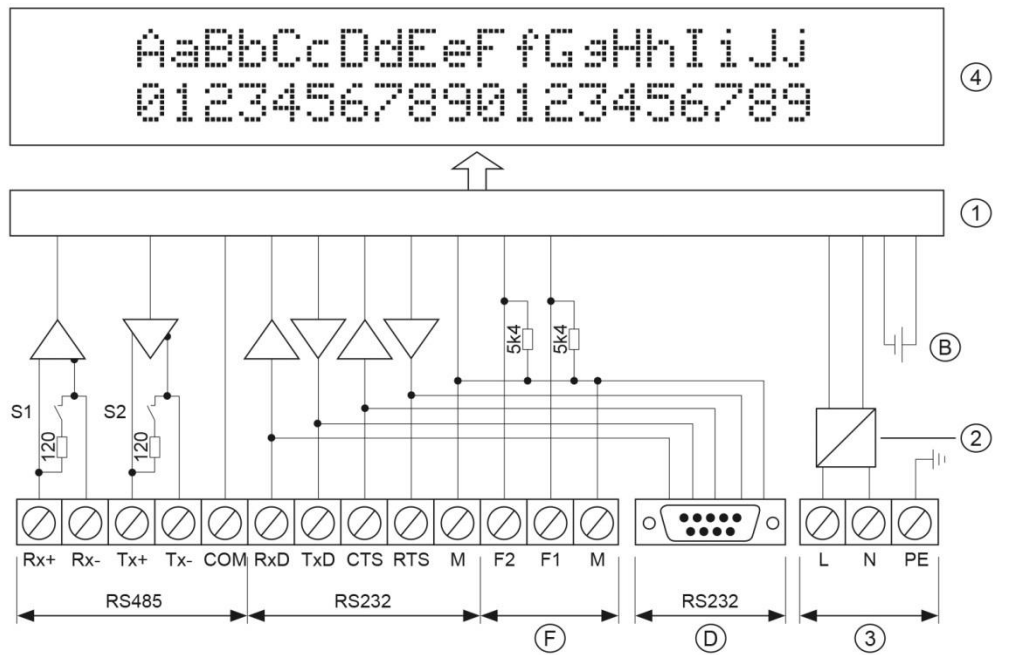 AaBbCcDdEeFfGgHhIiJj
01234567890123456789
4
1
5k4 5k4
B
S1 120 S2 120
2
Rx+ Rx- Tx+ Tx- COM RxD TxD CTS RTS M F2 F1 M L N PE
RS485 RS232 RS232
F D 3